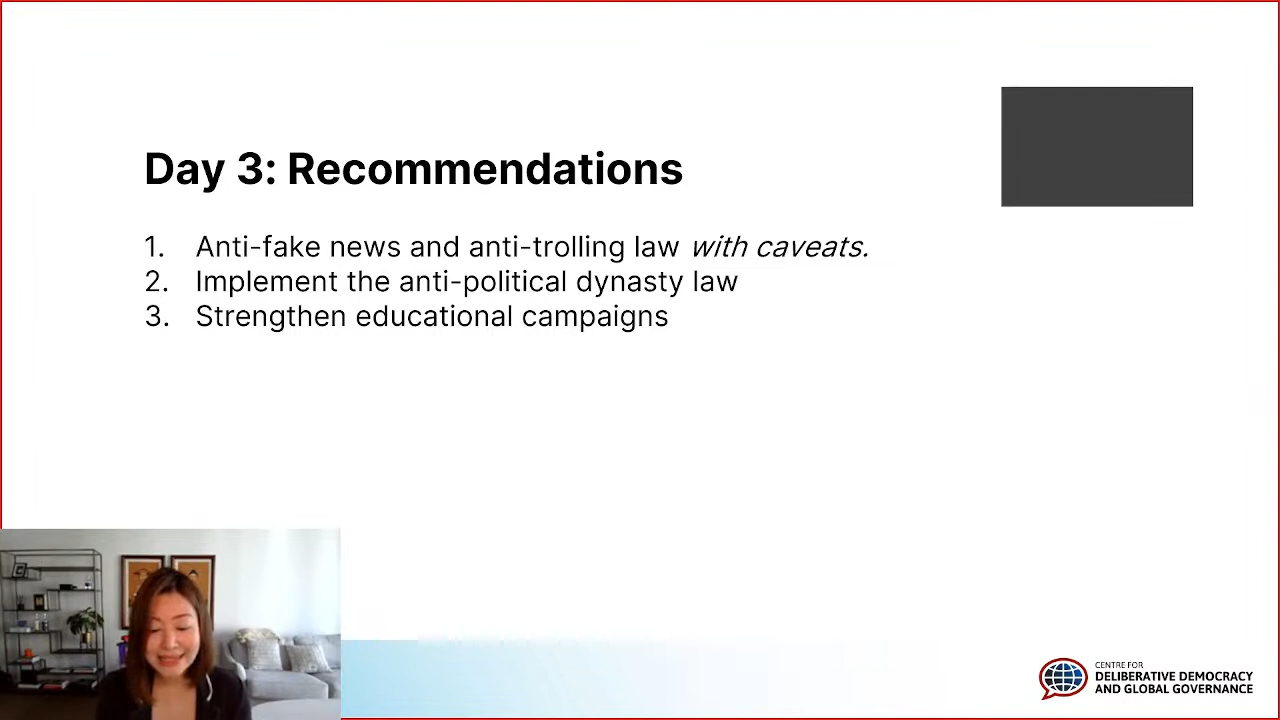 Day 3: Recommendations
1. Anti-fake news and anti-trolling law with caveats.
2. Implement the anti-political dynasty law
3. Strengthen educational campaigns
CENTRE FOR
DELIBERATIVE DEMOCRACY
AND GLOBAL GOVERNANCE